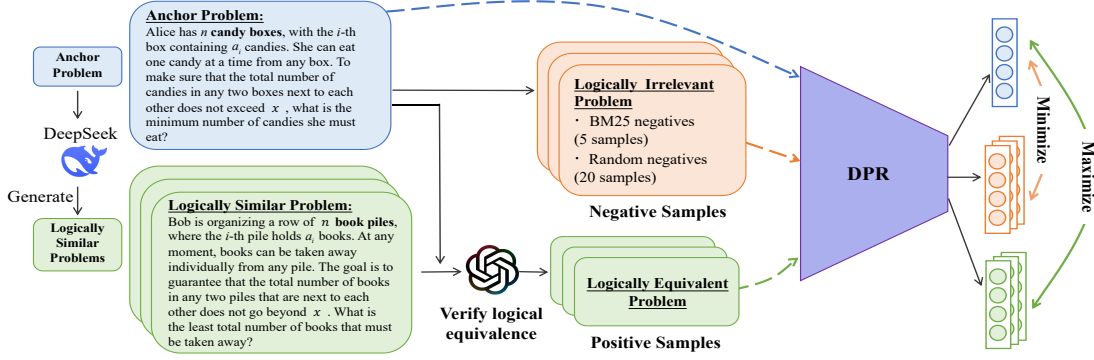 Anchor
Problem
DeepSeek
Generate
Logically
Similar
Problems
Anchor Problem:
Alice has n candy boxes, with the i-th
box containing a_i candies. She can eat
one candy at a time from any box. To
make sure that the total number of
candies in any two boxes next to each
other does not exceed x , what is the
minimum number of candies she must
eat?
Logically Similar Problem:
Bob is organizing a row of n book piles,
where the i-th pile holds a_i books. At any
moment, books can be taken away
individually from any pile. The goal is to
guarantee that the total number of books
in any two piles that are next to each
other does not go beyond x . What is
the least total number of books that must
be taken away?
Verify logical
equivalence
Logically Irrelevant
Problem
· BM25 negatives
(5 samples)
· Random negatives
(20 samples)
Negative Samples
Logically Equivalent
Problem
Positive Samples
DPR
Minimize
Maximize